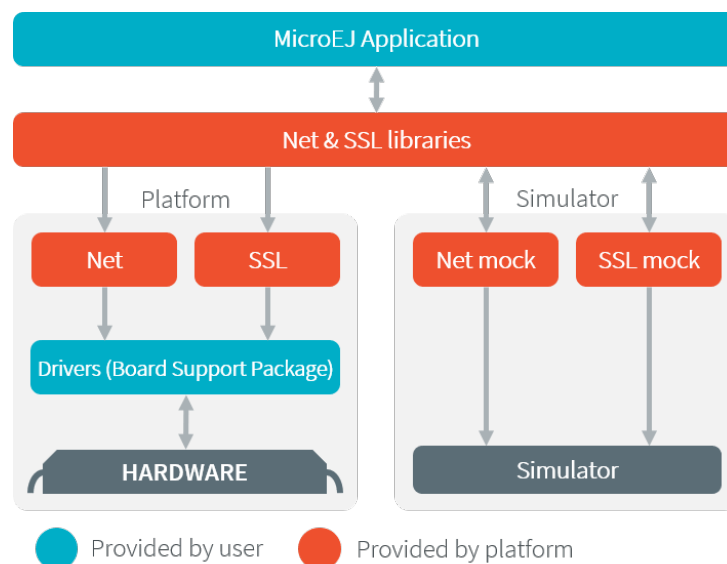 MicroEJ Application
Net & SSL libraries
Platform
Simulator
Net
SSL
Net mock
SSL mock
Drivers (Board Support Package)
HARDWARE
Simulator
Provided by user
Provided by platform